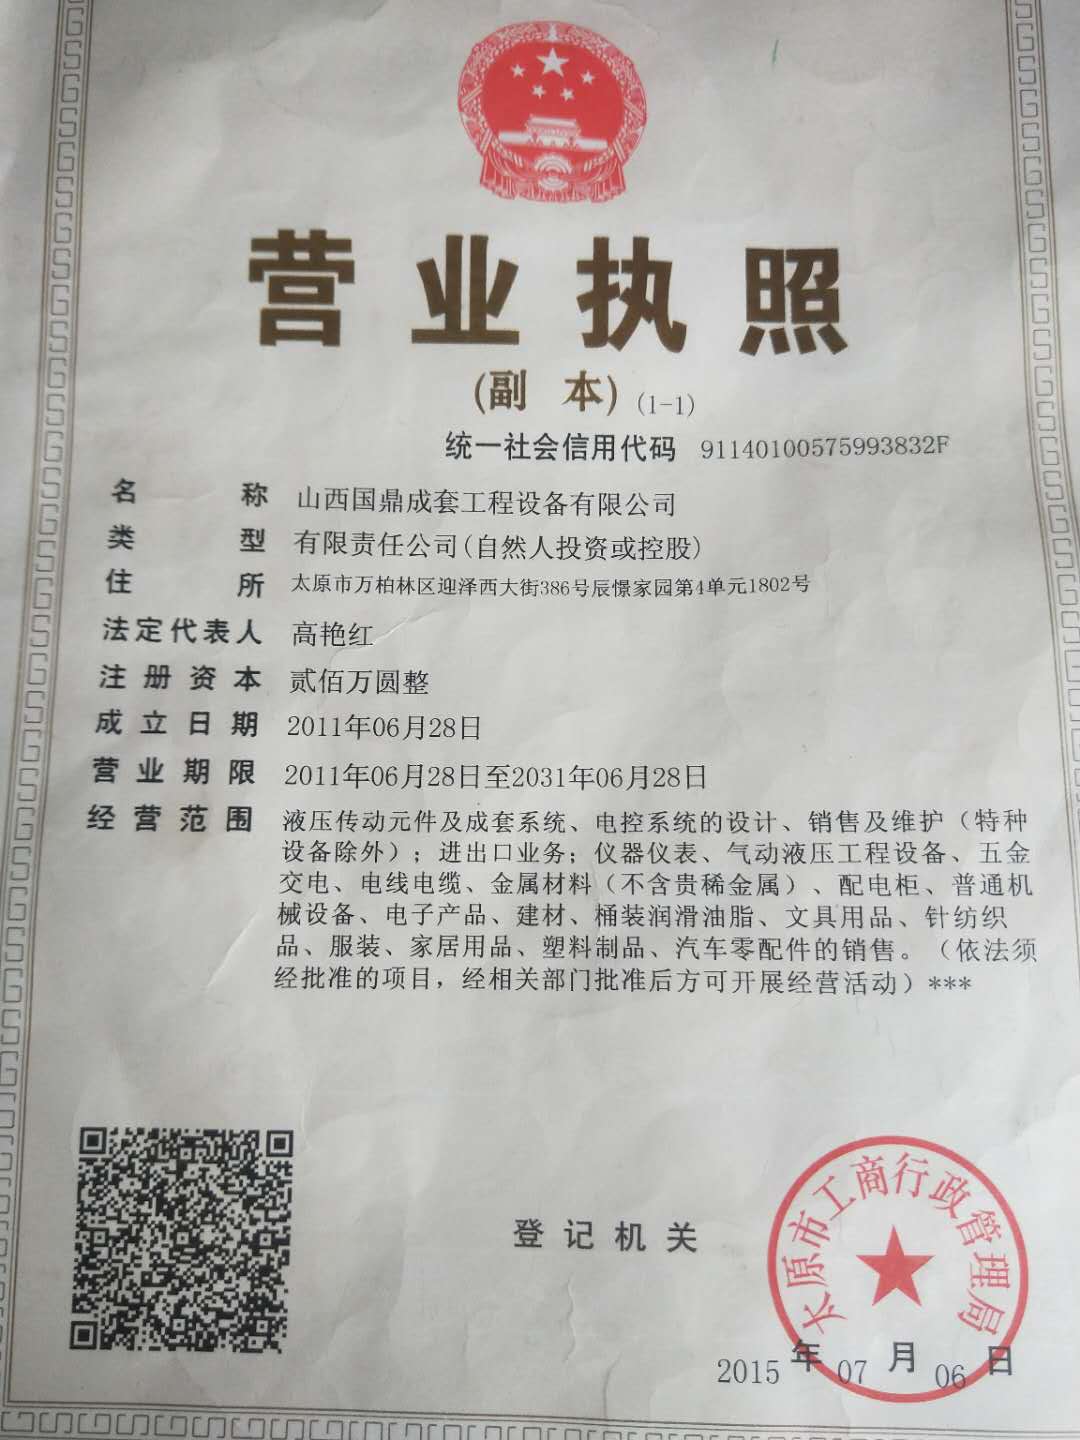 营业执照
(副 本) (1-1)
统一社会信用代码 91140100575993832F
名 称 山西国鼎成套工程设备有限公司
类 型 有限责任公司(自然人投资或控股)
住 所 太原市万柏林区迎泽西大街386号辰憬家园第4单元1802号
法定代表人 高艳红
注册资本 贰佰万圆整
成立日期 2011年06月28日
营业期限 2011年06月28日至2031年06月28日
经营范围 液压传动元件及成套系统、电控系统的设计、销售及维护（特种
设备除外）；进出口业务；仪器仪表、气动液压工程设备、五金
交电、电线电缆、金属材料（不含贵稀金属）、配电柜、普通机
械设备、电子产品、建材、桶装润滑油脂、文具用品、针纺织
品、服装、家居用品、塑料制品、汽车零配件的销售。（依法须
经批准的项目，经相关部门批准后方可开展经营活动）***
登记机关
太原市工商行政管理局
2015年07月06日